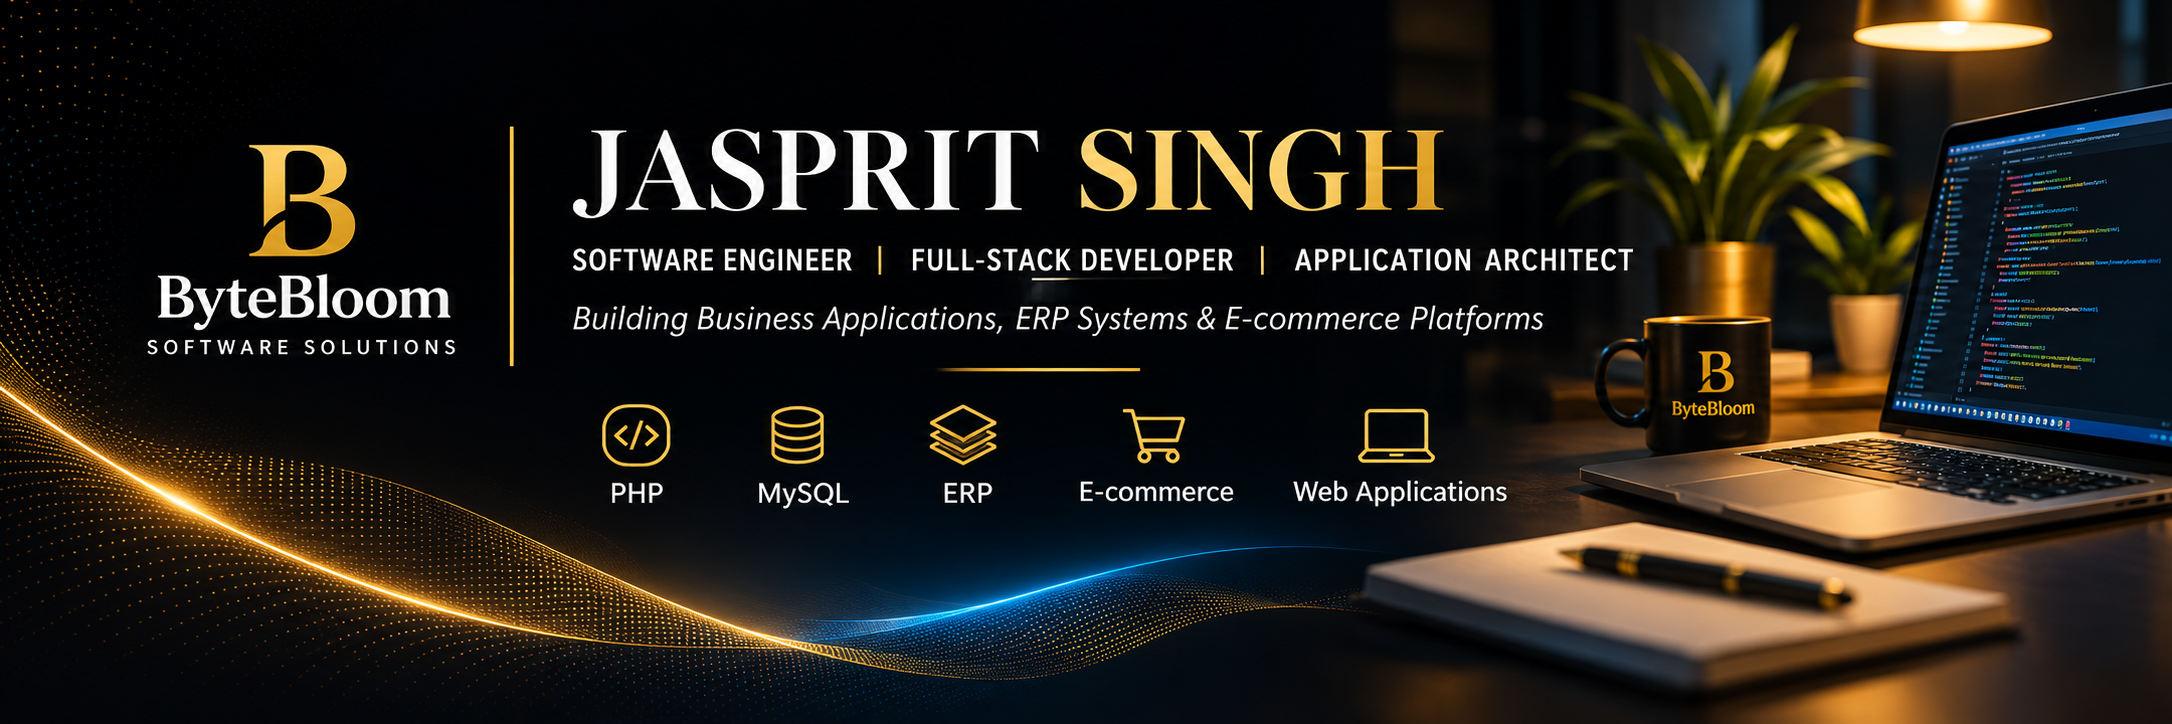 B
ByteBloom
SOFTWARE SOLUTIONS
JASPRIT SINGH
SOFTWARE ENGINEER | FULL-STACK DEVELOPER | APPLICATION ARCHITECT
Building Business Applications, ERP Systems & E-commerce Platforms
PHP
MySQL
ERP
E-commerce
Web Applications
B
ByteBloom